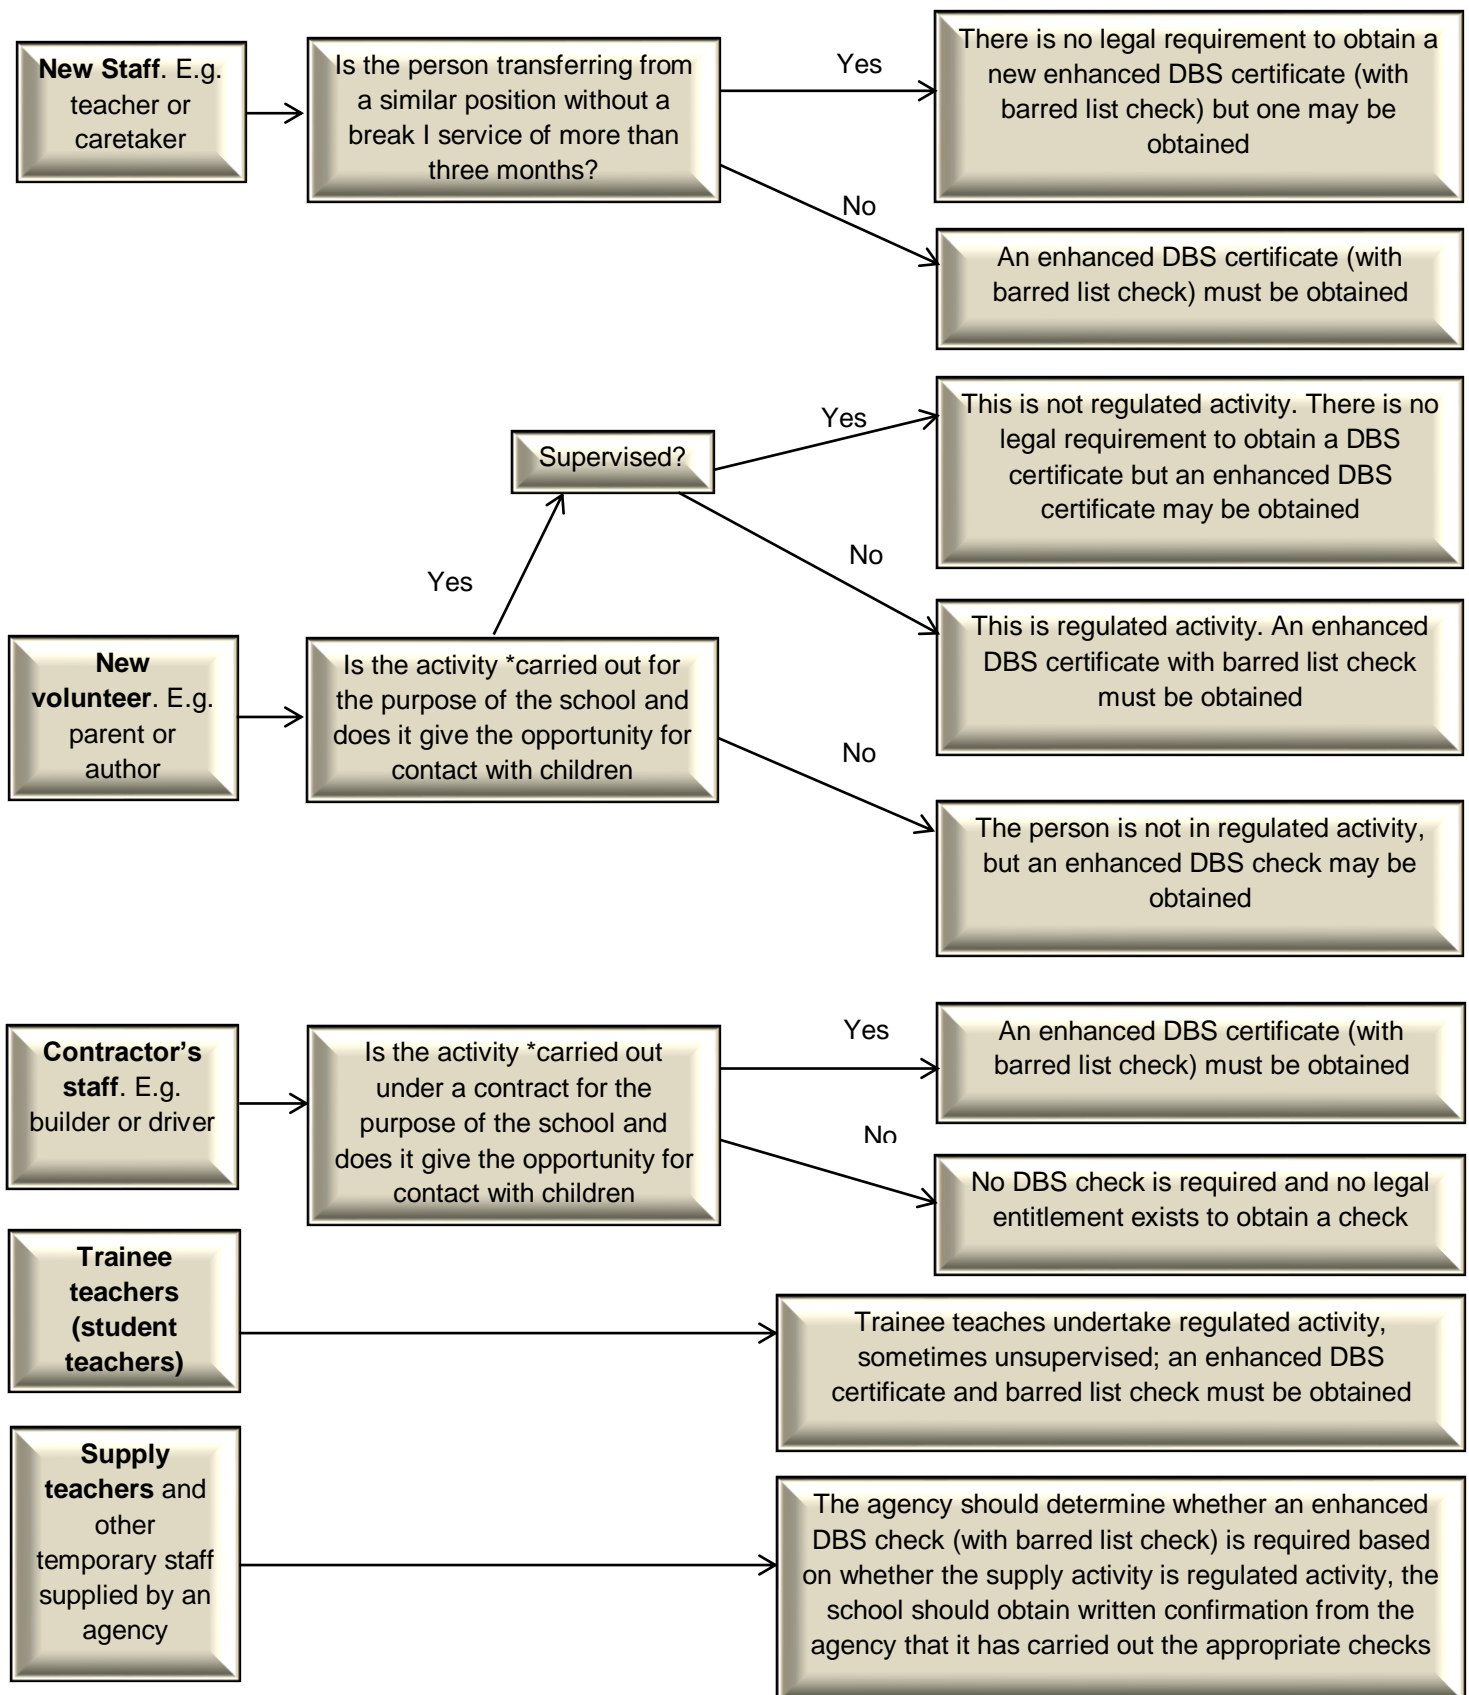 New Staff. E.g.
teacher or
caretaker
Is the person transferring from
a similar position without a
break I service of more than
three months?
Yes
There is no legal requirement to obtain a
new enhanced DBS certificate (with
barred list check) but one may be
obtained
No
An enhanced DBS certificate (with
barred list check) must be obtained
New
volunteer. E.g.
parent or
author
Is the activity *carried out for
the purpose of the school and
does it give the opportunity for
contact with children
Yes
Supervised?
Yes
This is not regulated activity. There is no
legal requirement to obtain a DBS
certificate but an enhanced DBS
certificate may be obtained
No
This is regulated activity. An enhanced
DBS certificate with barred list check
must be obtained
No
The person is not in regulated activity,
but an enhanced DBS check may be
obtained
Contractor's
staff. E.g.
builder or driver
Is the activity *carried out
under a contract for the
purpose of the school and
does it give the opportunity for
contact with children
Yes
An enhanced DBS certificate (with
barred list check) must be obtained
No
No DBS check is required and no legal
entitlement exists to obtain a check
Trainee
teachers
(student
teachers)
Trainee teaches undertake regulated activity,
sometimes unsupervised; an enhanced DBS
certificate and barred list check must be obtained
Supply
teachers and
other
temporary staff
supplied by an
agency
The agency should determine whether an enhanced
DBS check (with barred list check) is required based
on whether the supply activity is regulated activity, the
school should obtain written confirmation from the
agency that it has carried out the appropriate checks